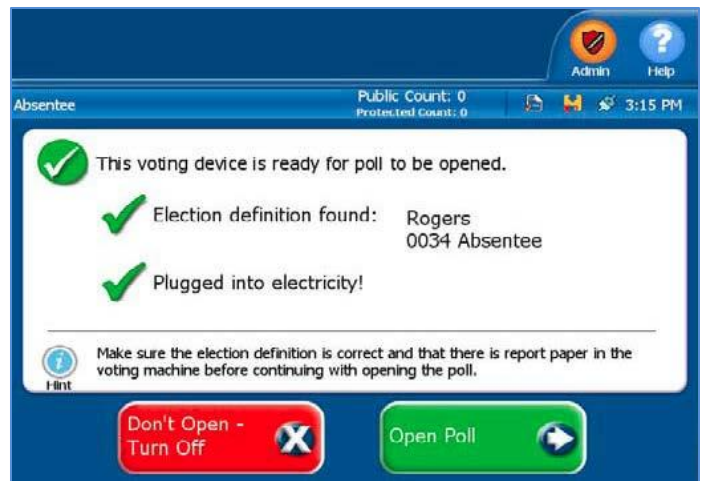 Admin
Help
Absentee
Public Count: 0
Protected Count: 0
3:15 PM
This voting device is ready for poll to be opened.
Election definition found:
Rogers
0034 Absentee
Plugged into electricity!
Hint
Make sure the election definition is correct and that there is report paper in the
voting machine before continuing with opening the poll.
Don't Open -
Turn Off
Open Poll